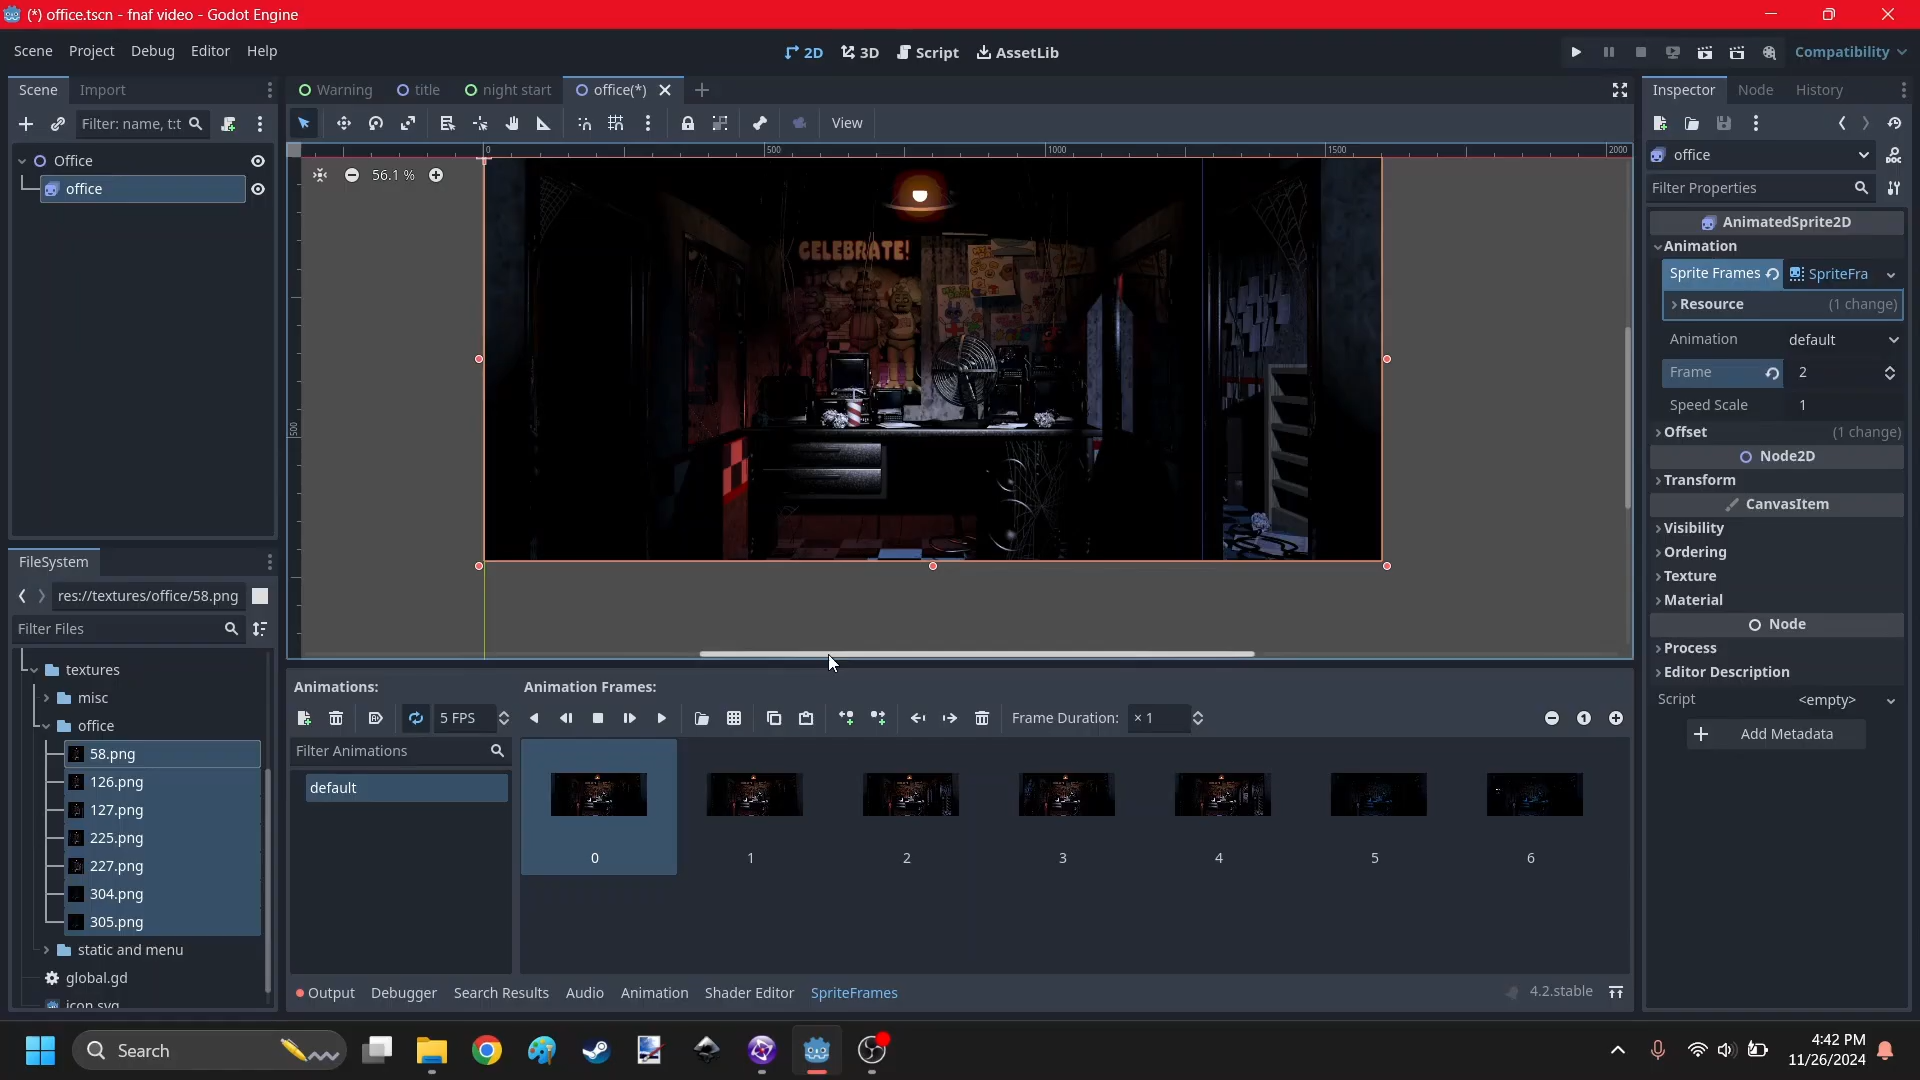 (*) office.tscn - fnaf video - Godot Engine
Scene Project Debug Editor Help
2D 3D Script AssetLib
Compatibility
Scene Import
Warning title night start office(*)
Inspector Node History
Filter: name, t:t
View
Office
office
0 500 1000 1500 2000
56.1 %
500
CELEBRATE!
office
Filter Properties
AnimatedSprite2D
Animation
Sprite Frames SpriteFra
Resource (1 change)
Animation default
Frame 2
Speed Scale 1
Offset (1 change)
Node2D
Transform
CanvasItem
Visibility
Ordering
Texture
Material
Node
Process
Editor Description
Script <empty>
Add Metadata
FileSystem
res://textures/office/58.png
Filter Files
textures
misc
office
58.png
126.png
127.png
225.png
227.png
304.png
305.png
static and menu
global.gd
icon.svg
Animations: Animation Frames:
5 FPS
Frame Duration: × 1
Filter Animations
default
0 1 2 3 4 5 6
Output Debugger Search Results Audio Animation Shader Editor SpriteFrames
4.2.stable
Search
4:42 PM
11/26/2024